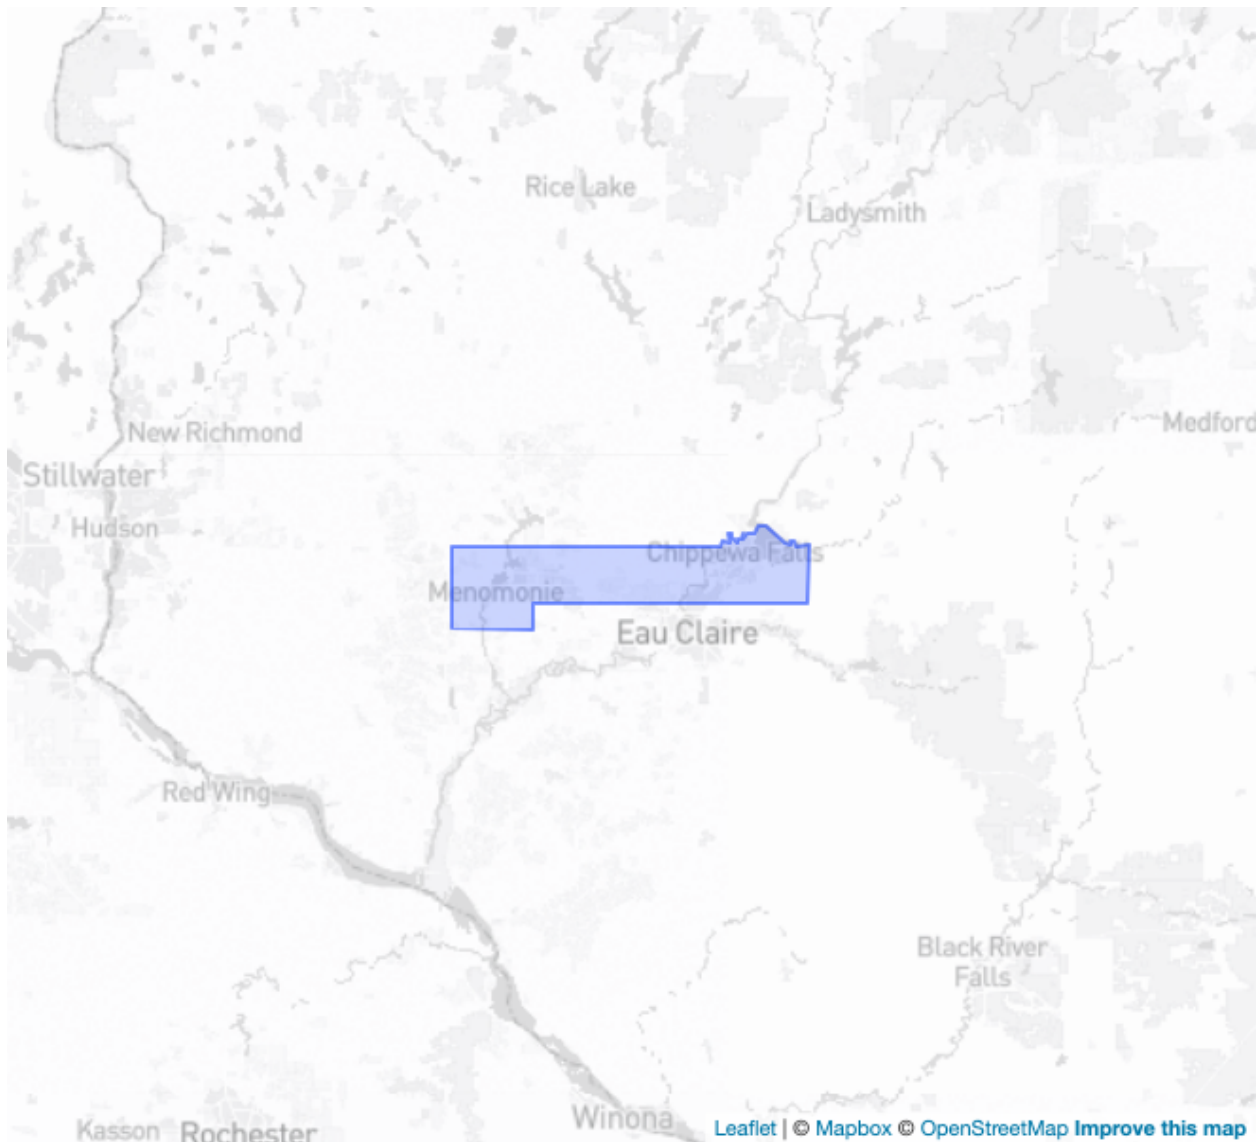 Rice Lake
Ladysmith
New Richmond
Medford
Stillwater
Hudson
Chippewa Falls
Menomonie
Eau Claire
Red Wing
Black River
Falls
Winona
Kasson
Rochester
Leaflet | © Mapbox © OpenStreetMap Improve this map